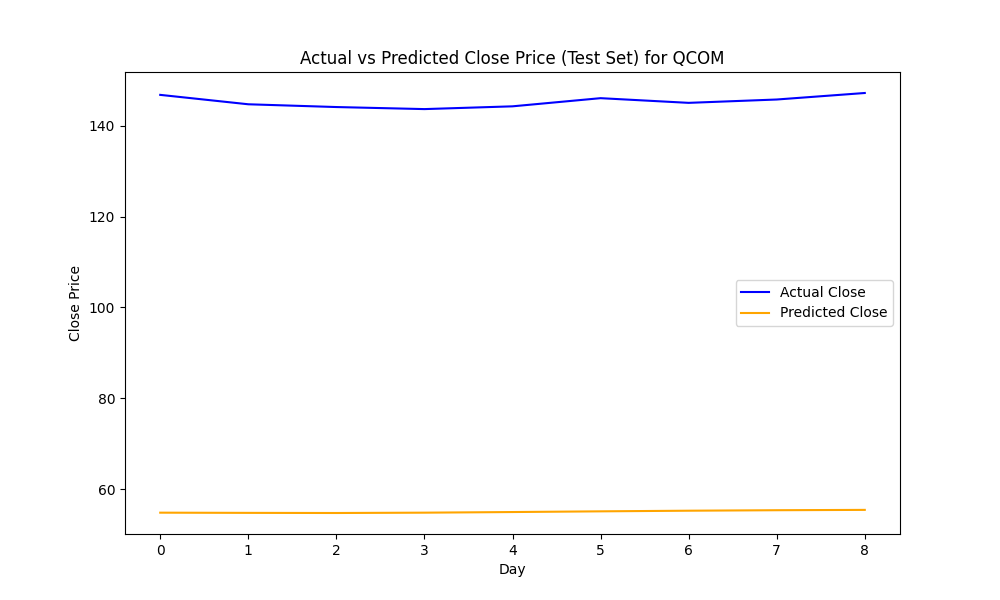 Actual vs Predicted Close Price (Test Set) for QCOM
140
120
100
80
60
Close Price
Actual Close
Predicted Close
0 1 2 3 4 5 6 7 8
Day